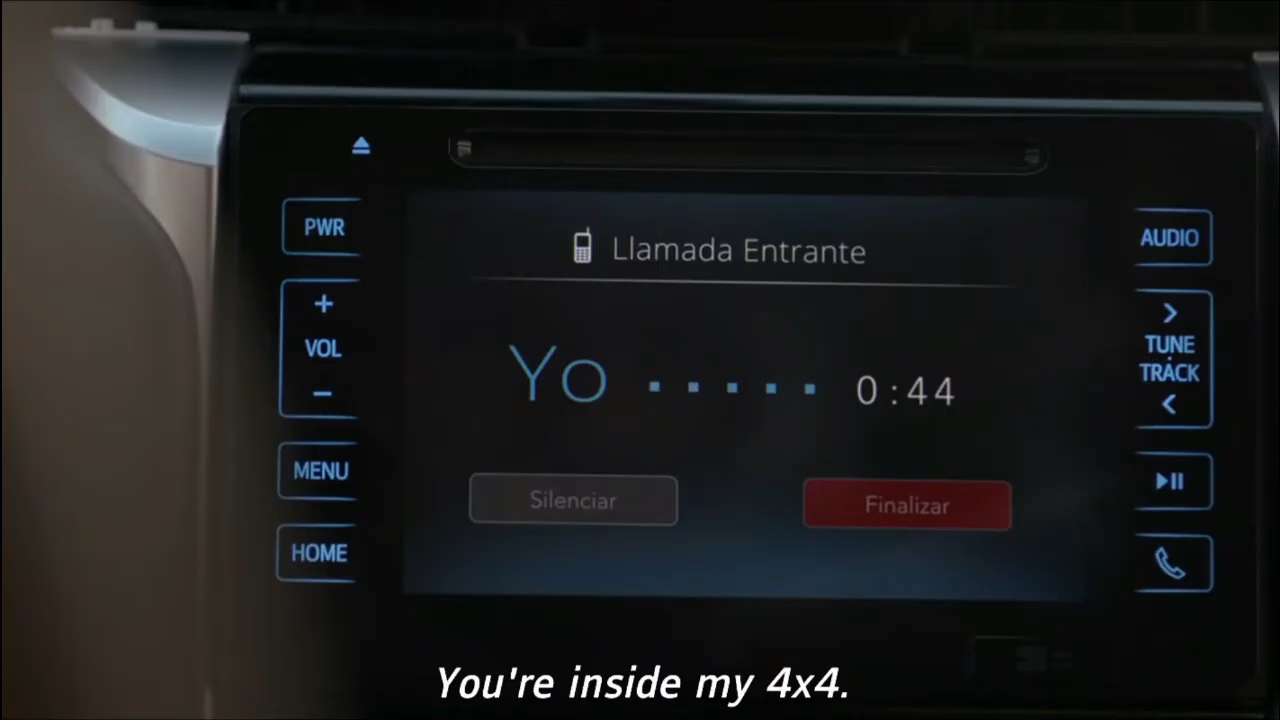 PWR
+
VOL
−
MENU
HOME
Llamada Entrante
Yo ..... 0:44
Silenciar
Finalizar
AUDIO
>
TUNE
TRACK
<
You're inside my 4x4.